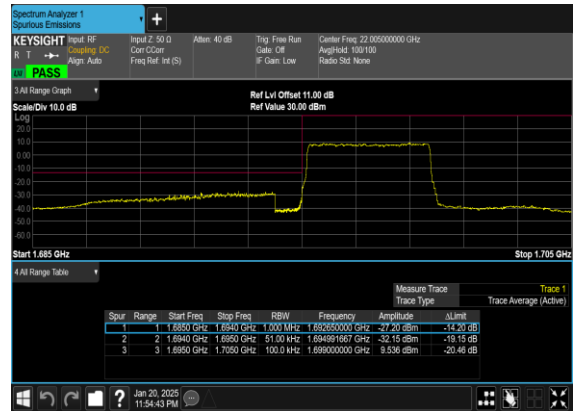 Spectrum Analyzer 1
Spurious Emissions
KEYSIGHT Input: RF Input Z: 50 Ω Atten: 40 dB Trig: Free Run Center Freq: 22.005000000 GHz
R T Coupling: DC Corr CCorr Gate: Off Avg|Hold: 100/100
Align: Auto Freq Ref: Int (S) IF Gain: Low Radio Std: None
PASS
3 All Range Graph
Ref Lvl Offset 11.00 dB
Scale/Div 10.0 dB Ref Value 30.00 dBm
Log
20.0
10.0
0.00
-10.0
-20.0
-30.0
-40.0
-50.0
-60.0
Start 1.685 GHz Stop 1.705 GHz
4 All Range Table
Measure Trace Trace 1
Trace Type Trace Average (Active)
Spur Range Start Freq Stop Freq RBW Frequency Amplitude ΔLimit
1 1 1.6850 GHz 1.6940 GHz 1.000 MHz 1.692650000 GHz -27.20 dBm -14.20 dB
2 2 1.6940 GHz 1.6950 GHz 51.00 kHz 1.694991667 GHz -32.15 dBm -19.15 dB
3 3 1.6950 GHz 1.7050 GHz 100.0 kHz 1.699000000 GHz 9.536 dBm -20.46 dB
Jan 20, 2025
11:54:43 PM